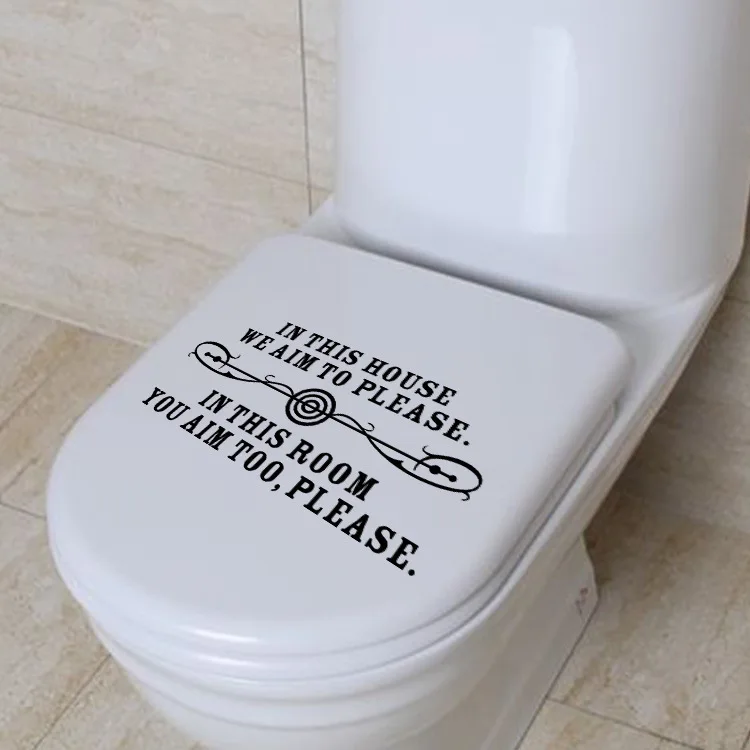 IN THIS HOUSE
WE AIM TO PLEASE.
IN THIS ROOM
YOU AIM TOO, PLEASE.